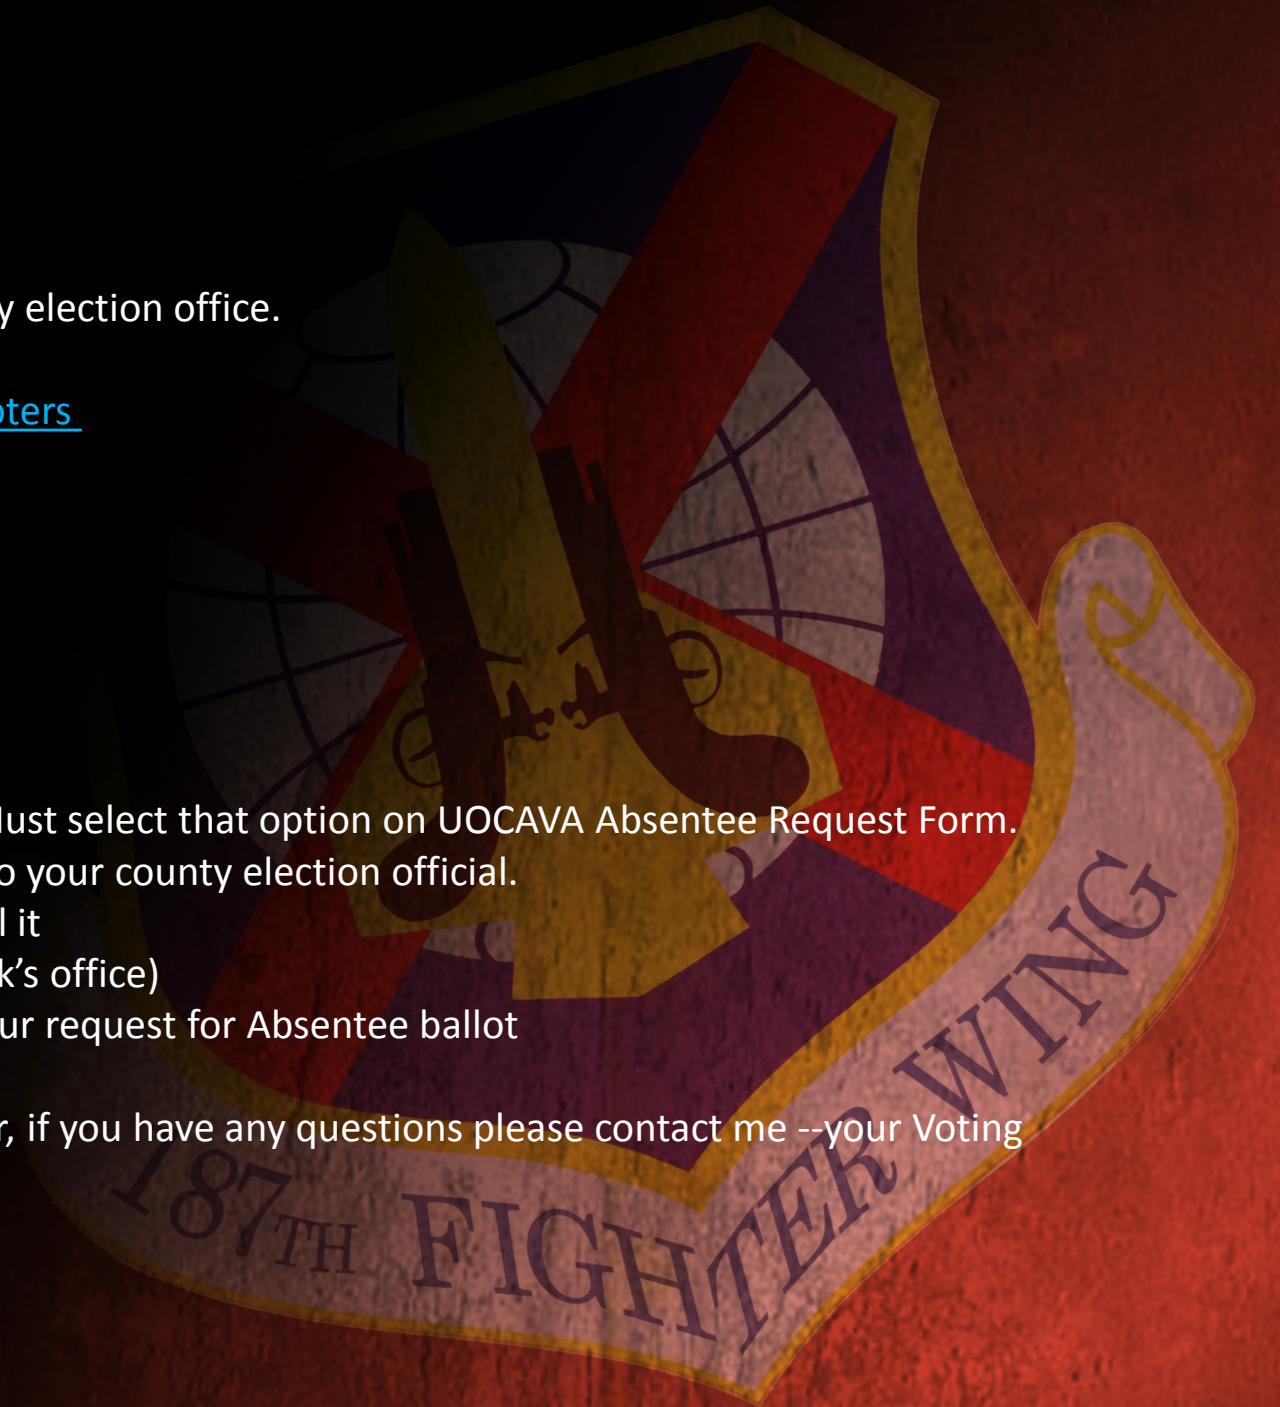 y election office.
oters
ust select that option on UOCAVA Absentee Request Form.
o your county election official.
l it
k’s office)
ur request for Absentee ballot
r, if you have any questions please contact me --your Voting
187TH FIGHTER WING